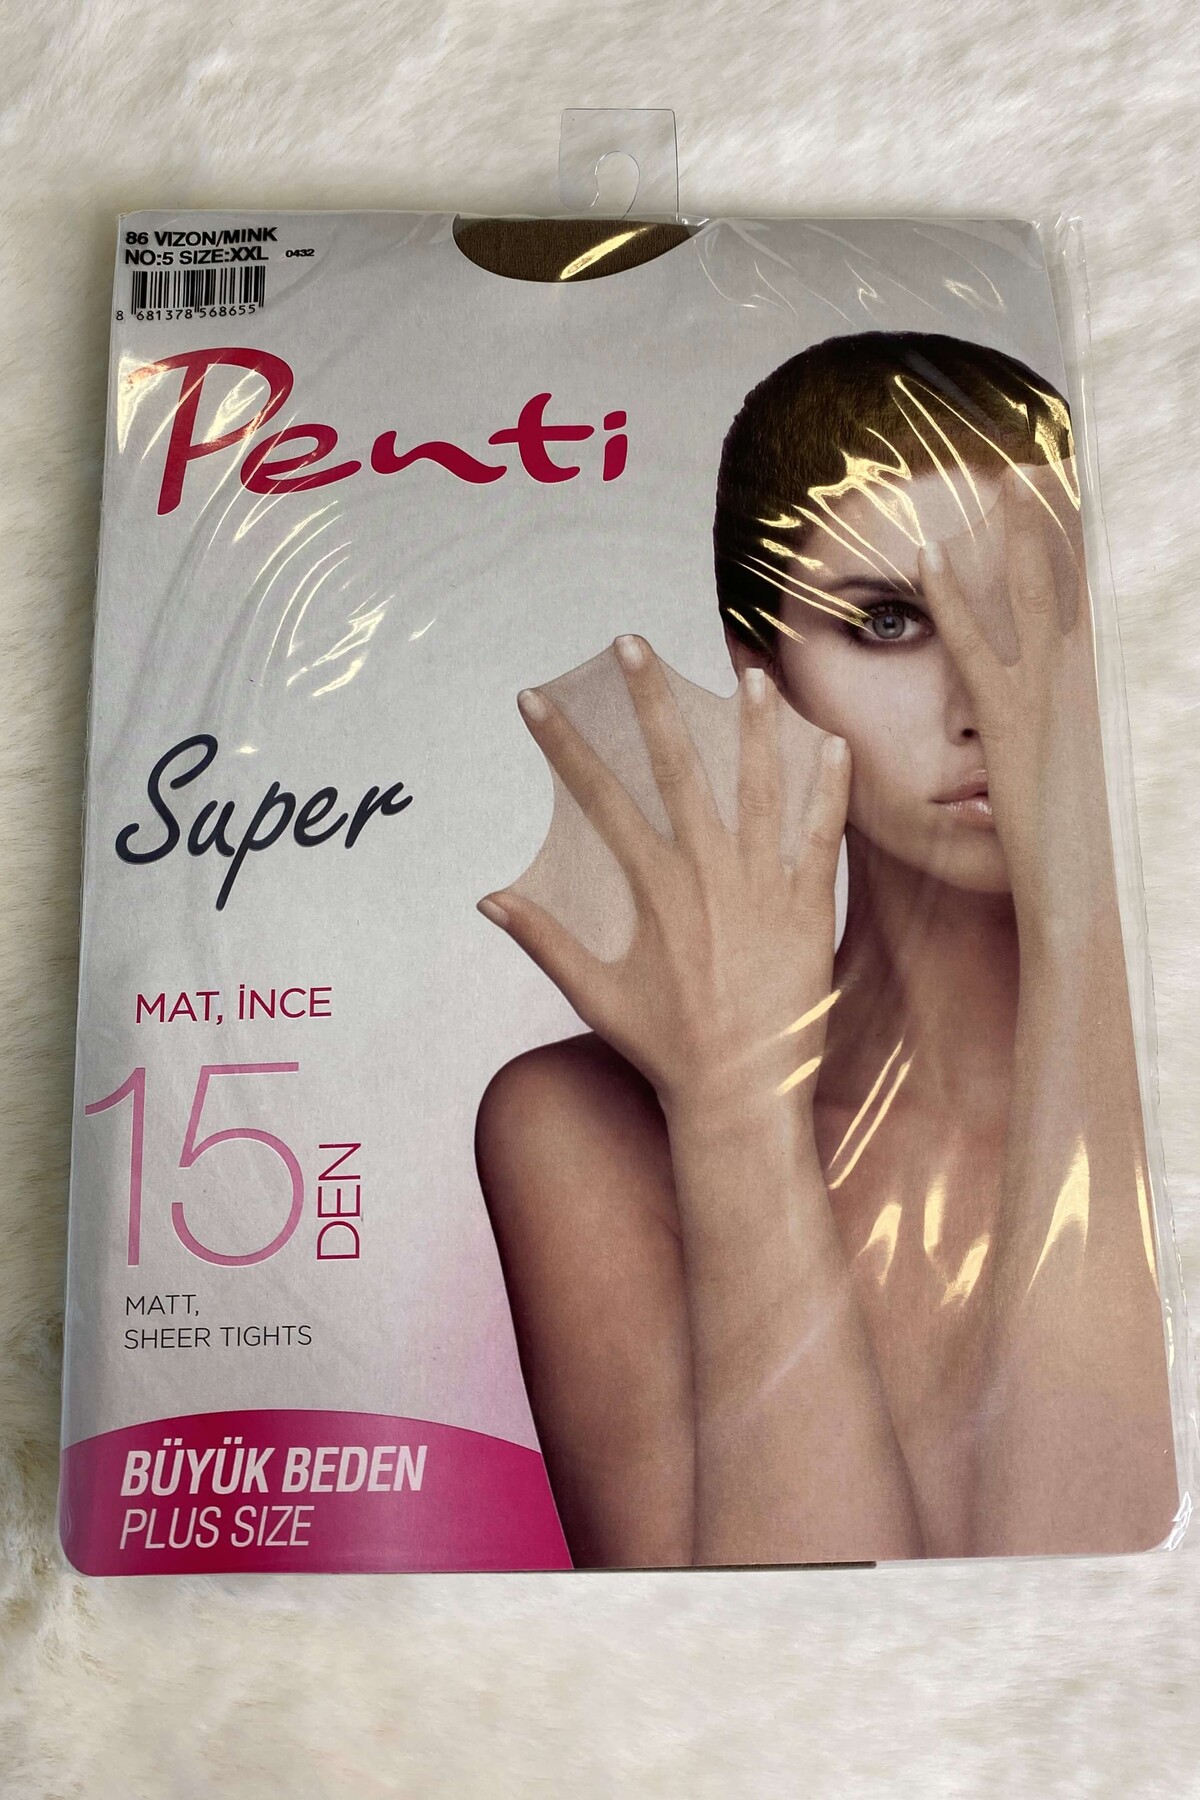 86 VIZON/MINK
NO:5 SIZE:XXL 0432
8 681378 568655
Penti
Super
MAT, İNCE
15 DEN
MATT,
SHEER TIGHTS
BÜYÜK BEDEN
PLUS SIZE